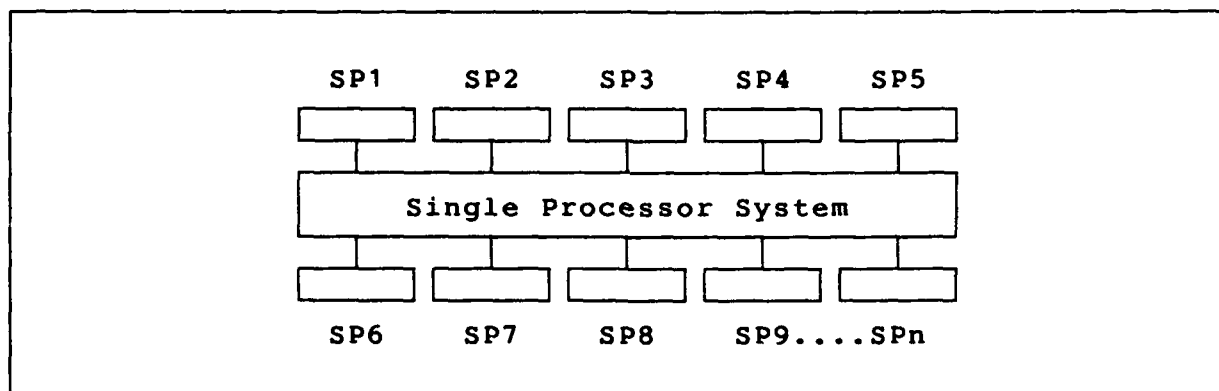 SP1 SP2 SP3 SP4 SP5
Single Processor System
SP6 SP7 SP8 SP9....SPn